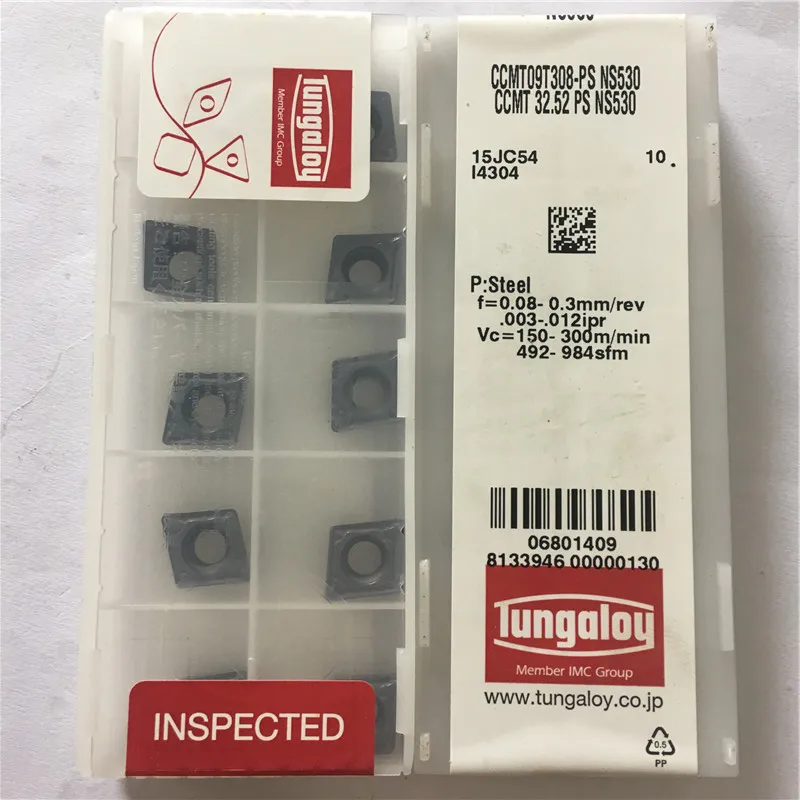 Tungaloy
Member IMC Group
INSPECTED
CCMT09T308-PS NS530
CCMT 32.52 PS NS530
15JC54 10.
I4304
P:Steel
f=0.08- 0.3mm/rev
.003-.012ipr
Vc=150- 300m/min
492- 984sfm
06801409
8133946 00000130
Tungaloy
Member IMC Group
www.tungaloy.co.jp
0.5
PP